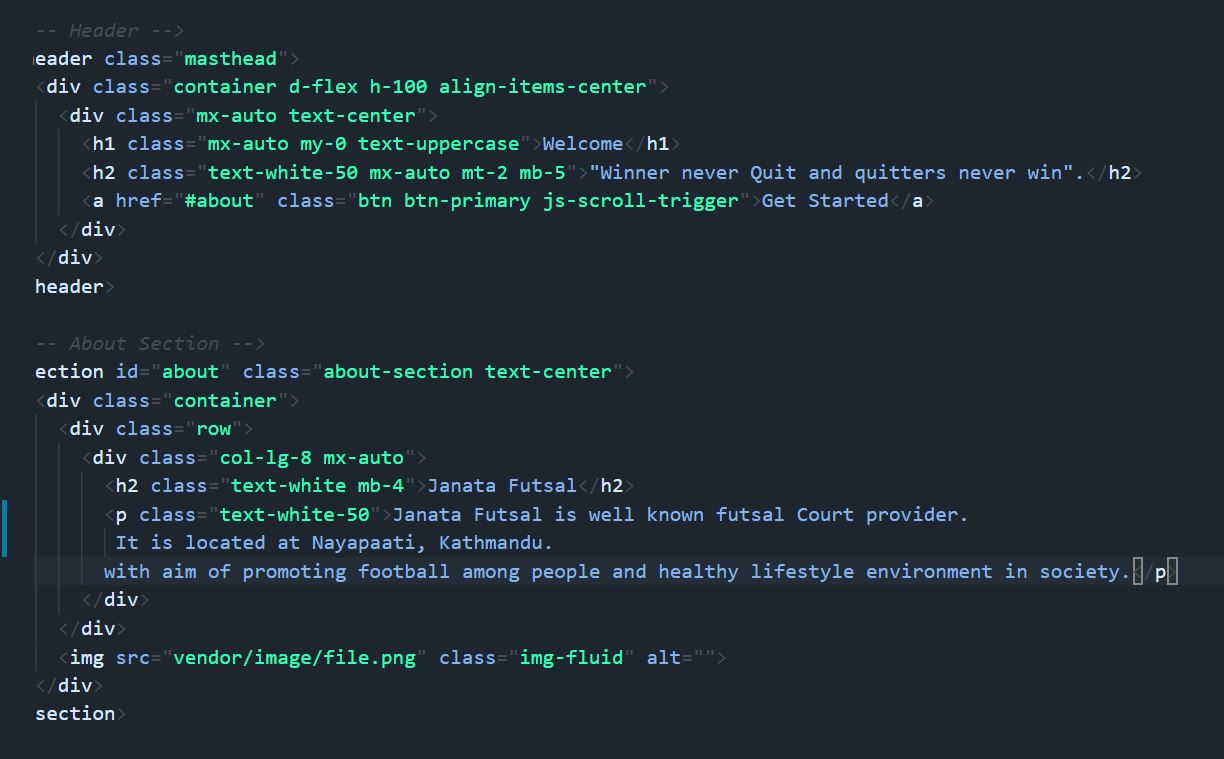 -- Header -->
eader class="masthead">
<div class="container d-flex h-100 align-items-center">
<div class="mx-auto text-center">
<h1 class="mx-auto my-0 text-uppercase">Welcome</h1>
<h2 class="text-white-50 mx-auto mt-2 mb-5">"Winner never Quit and quitters never win".</h2>
<a href="#about" class="btn btn-primary js-scroll-trigger">Get Started</a>
</div>
</div>
header>
-- About Section -->
ection id="about" class="about-section text-center">
<div class="container">
<div class="row">
<div class="col-lg-8 mx-auto">
<h2 class="text-white mb-4">Janata Futsal</h2>
<p class="text-white-50">Janata Futsal is well known futsal Court provider.
It is located at Nayapaati, Kathmandu.
with aim of promoting football among people and healthy lifestyle environment in society.</p>
</div>
</div>
<img src="vendor/image/file.png" class="img-fluid" alt="">
</div>
section>